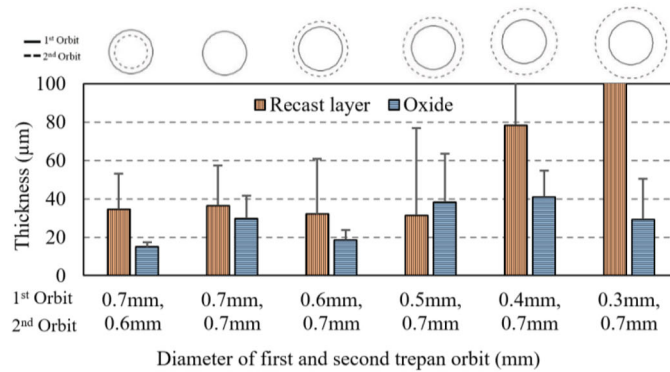 1st Orbit
2nd Orbit
100
80
60
40
20
0
Thickness (µm)
Recast layer Oxide
1st Orbit 0.7mm, 0.7mm, 0.6mm, 0.5mm, 0.4mm, 0.3mm,
2nd Orbit 0.6mm 0.7mm 0.7mm 0.7mm 0.7mm 0.7mm
Diameter of first and second trepan orbit (mm)